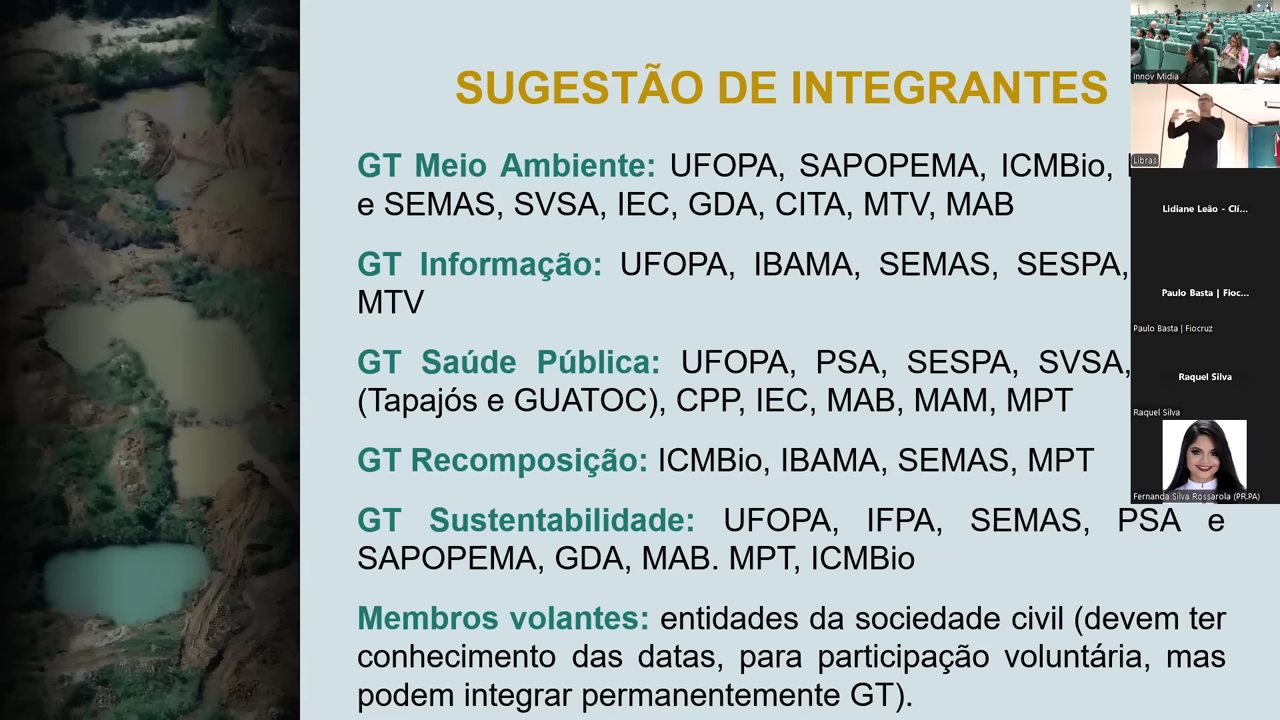 SUGESTÃO DE INTEGRANTES
GT Meio Ambiente: UFOPA, SAPOPEMA, ICMBio,
e SEMAS, SVSA, IEC, GDA, CITA, MTV, MAB
GT Informação: UFOPA, IBAMA, SEMAS, SESPA,
MTV
GT Saúde Pública: UFOPA, PSA, SESPA, SVSA,
(Tapajós e GUATOC), CPP, IEC, MAB, MAM, MPT
GT Recomposição: ICMBio, IBAMA, SEMAS, MPT
GT Sustentabilidade: UFOPA, IFPA, SEMAS, PSA e
SAPOPEMA, GDA, MAB. MPT, ICMBio
Membros volantes: entidades da sociedade civil (devem ter
conhecimento das datas, para participação voluntária, mas
podem integrar permanentemente GT).
Innov Midia
Libras
Lidiane Leão - Clí...
Paulo Basta | Fioc...
Paulo Basta | Fiocruz
Raquel Silva
Raquel Silva
Fernanda Silva Rossarola (PR.PA)